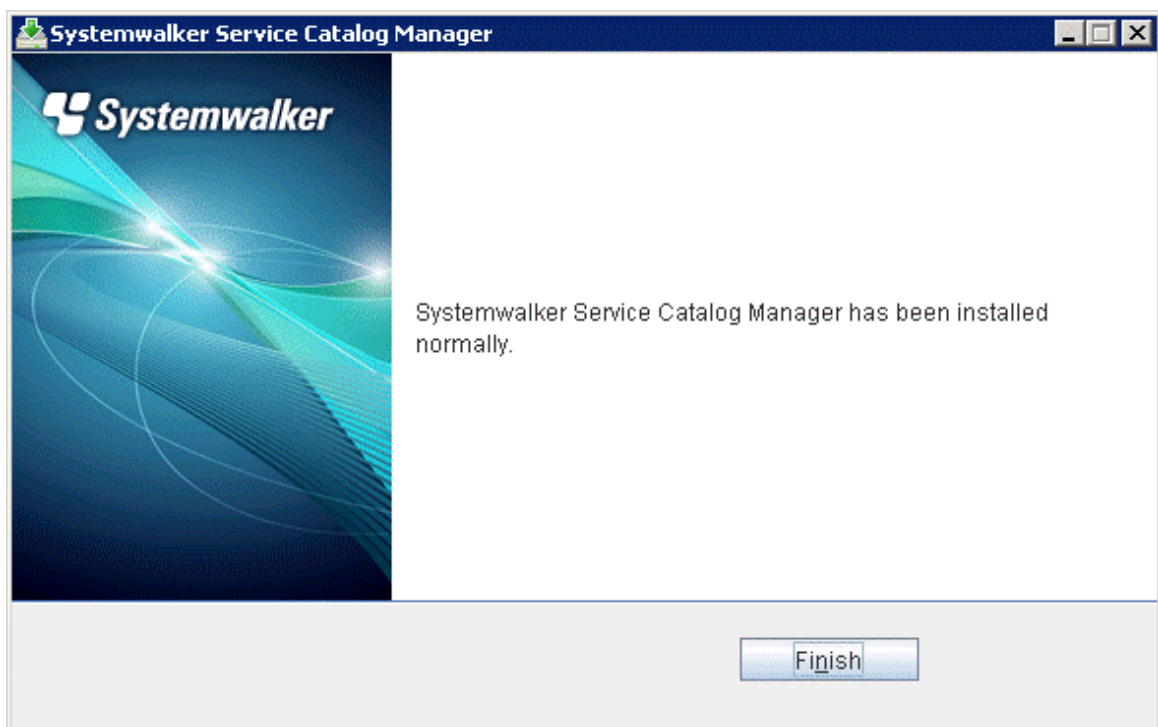 Systemwalker Service Catalog Manager
Systemwalker
Systemwalker Service Catalog Manager has been installed
normally.
Finish